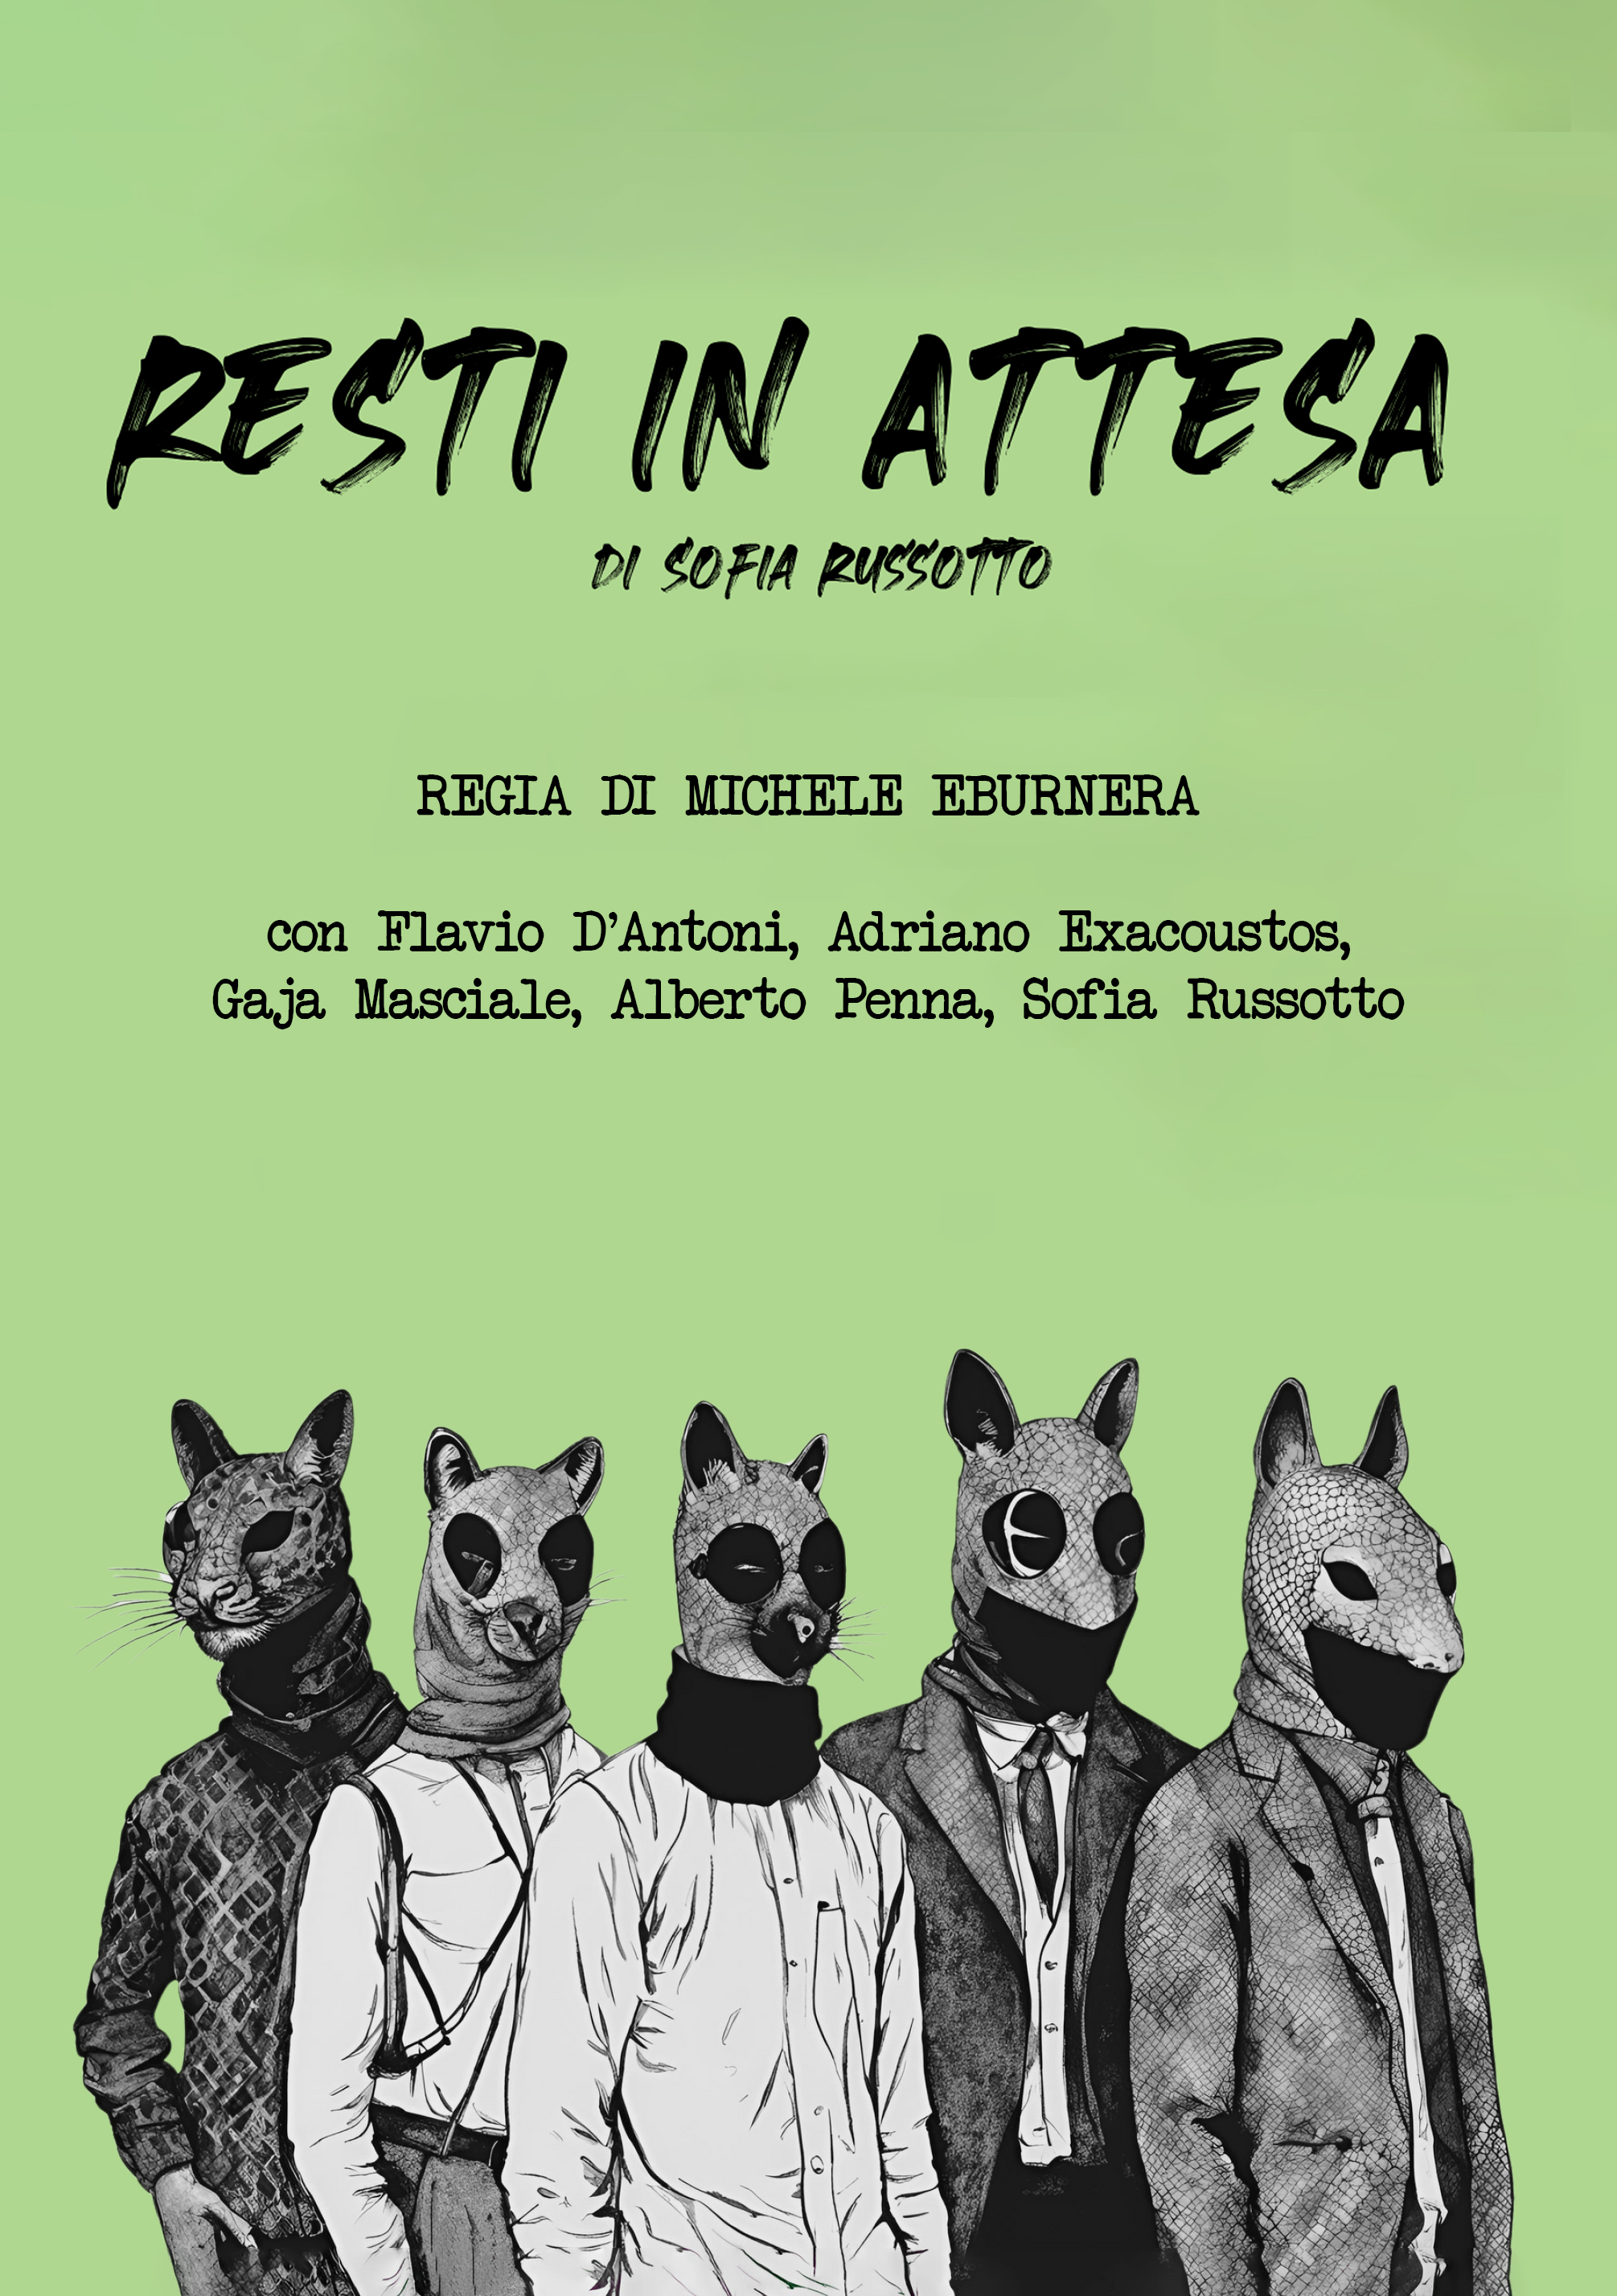 RESTI IN ATTESA
DI SOFIA RUSSOTTO
REGIA DI MICHELE EBURNERA
con Flavio D'Antoni, Adriano Exacoustos,
Gaja Masciale, Alberto Penna, Sofia Russotto